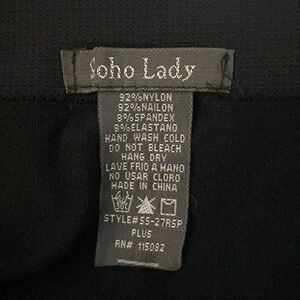 Soho Lady
92%NYLON
92%NAILON
8%SPANDEX
8%ELASTANO
HAND WASH COLD
DO NOT BLEACH
HANG DRY
LAVE FRIO A MANO
NO USAR CLORO
MADE IN CHINA
STYLE#S5-27RSP
PLUS
RN# 115082